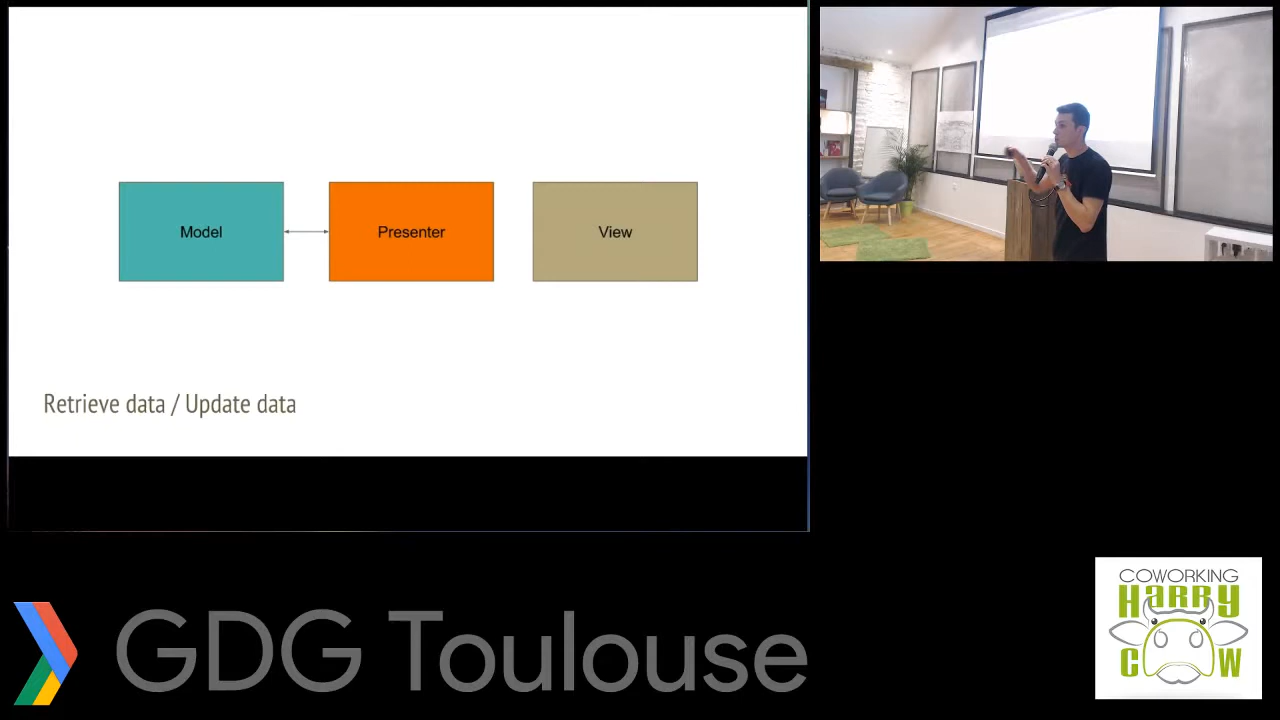 Model
Presenter
View
Retrieve data / Update data
GDG Toulouse
COWORKING
HARRY
COW